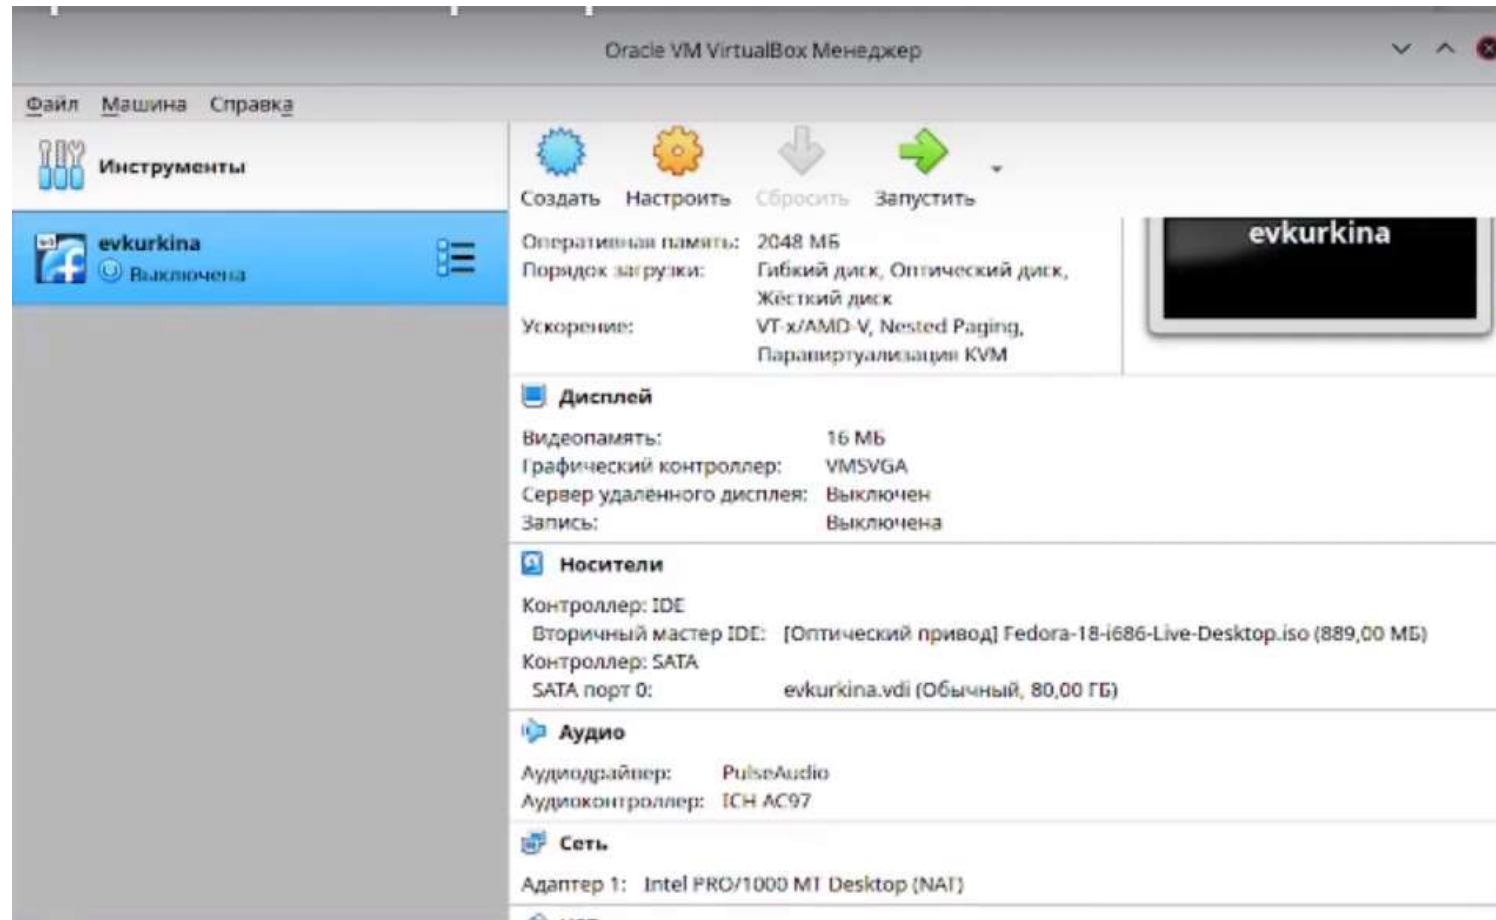 Oracle VM VirtualBox Менеджер
Файл Машина Справка
Инструменты
Создать Настроить Сбросить Запустить
evkurkina
Выключена
evkurkina
Оперативная память: 2048 МБ
Порядок загрузки: Гибкий диск, Оптический диск,
Жёсткий диск
Ускорение: VT-x/AMD-V, Nested Paging,
Паравиртуализация KVM
Дисплей
Видеопамять: 16 МБ
Графический контроллер: VMSVGA
Сервер удалённого дисплея: Выключен
Запись: Выключена
Носители
Контроллер: IDE
Вторичный мастер IDE: [Оптический привод] Fedora-18-i686-Live-Desktop.iso (889,00 МБ)
Контроллер: SATA
SATA порт 0: evkurkina.vdi (Обычный, 80,00 ГБ)
Аудио
Аудиодрайвер: PulseAudio
Аудиоконтроллер: ICH AC97
Сеть
Адаптер 1: Intel PRO/1000 MT Desktop (NAT)